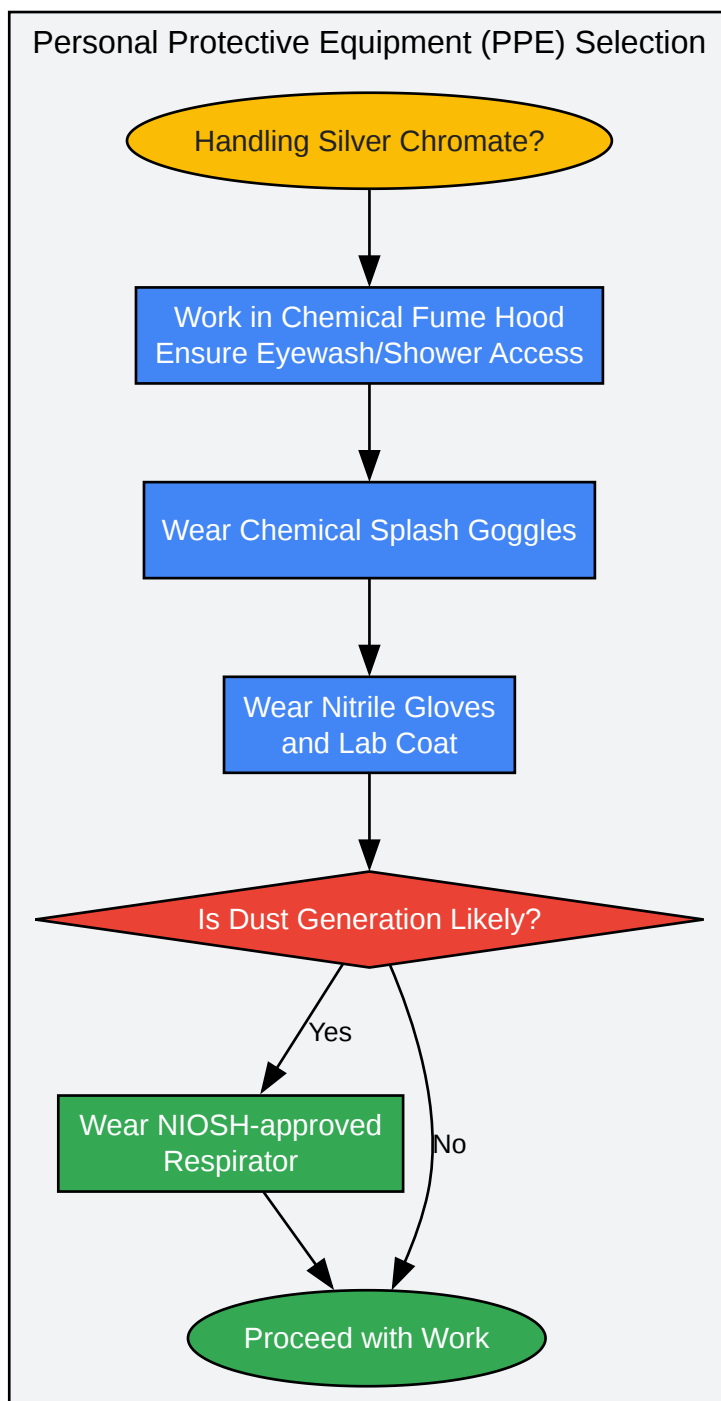 Personal Protective Equipment (PPE) Selection
Handling Silver Chromate?
Work in Chemical Fume Hood
Ensure Eyewash/Shower Access
Wear Chemical Splash Goggles
Wear Nitrile Gloves
and Lab Coat
Is Dust Generation Likely?
Yes
Wear NIOSH-approved
Respirator
No
Proceed with Work